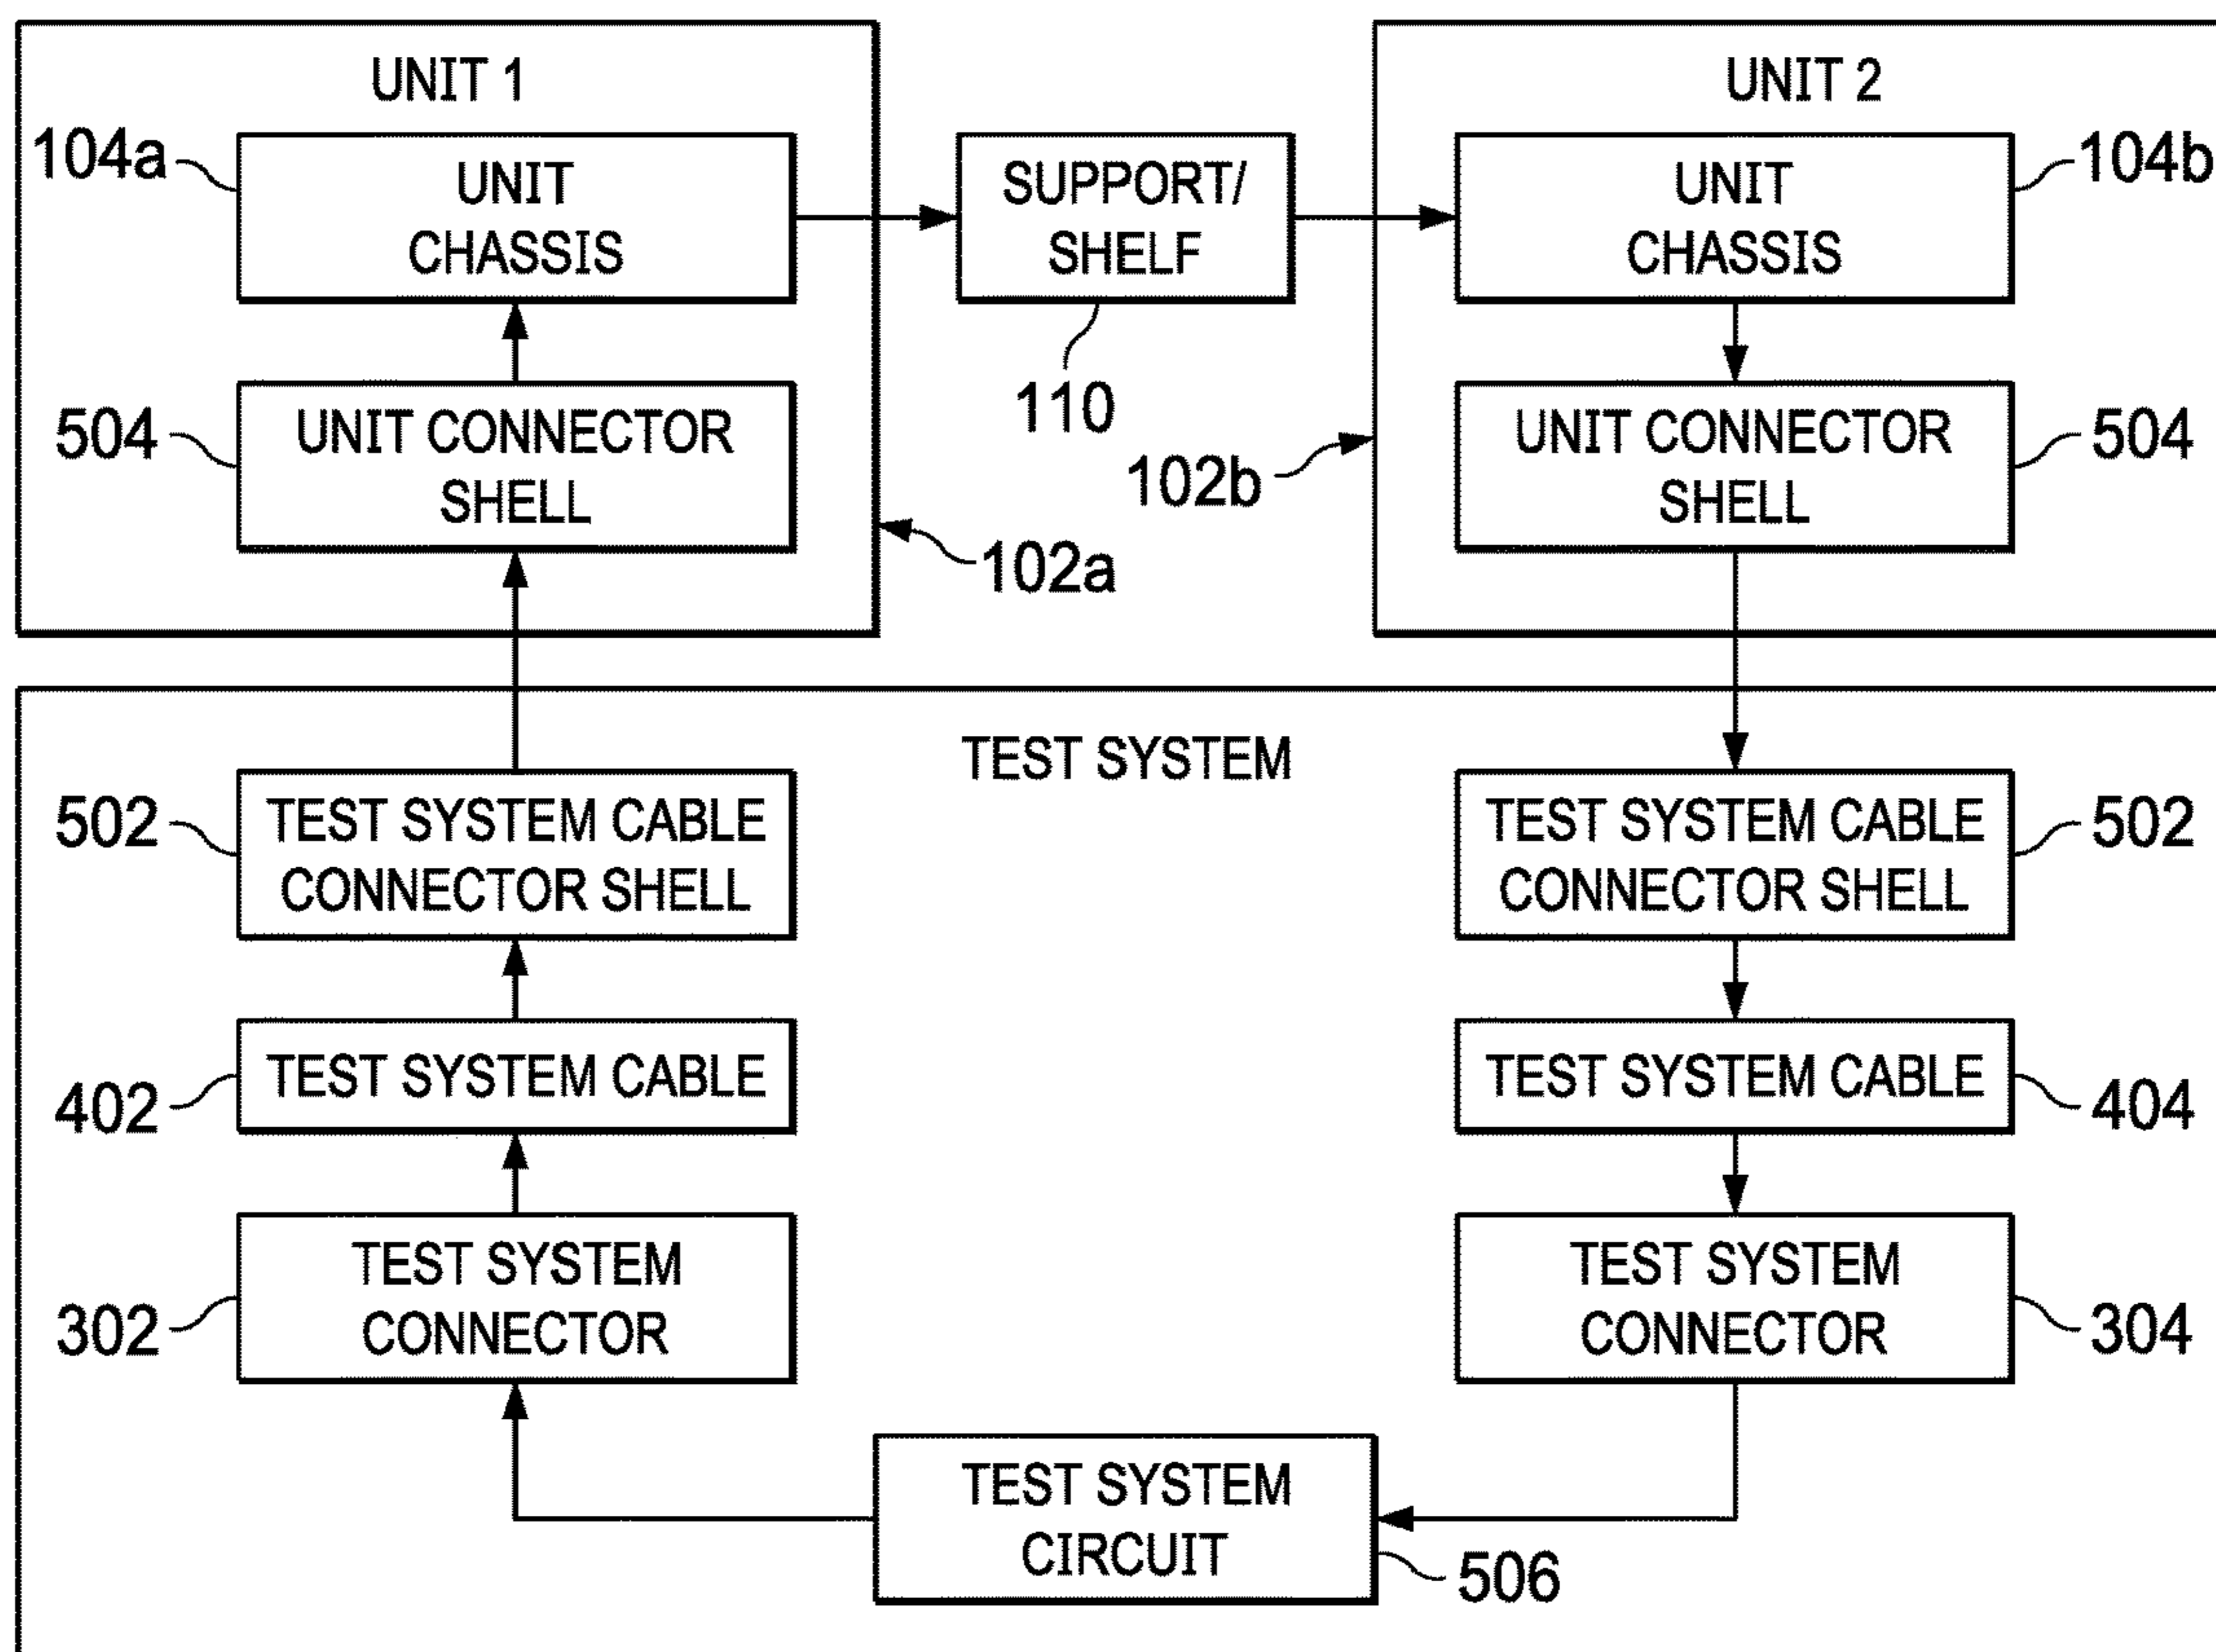 UNIT 1
104a
UNIT
CHASSIS
504
UNIT CONNECTOR
SHELL
102a
SUPPORT/
SHELF
110
UNIT 2
104b
UNIT
CHASSIS
102b
504
UNIT CONNECTOR
SHELL
TEST SYSTEM
502
TEST SYSTEM CABLE
CONNECTOR SHELL
402
TEST SYSTEM CABLE
302
TEST SYSTEM
CONNECTOR
TEST SYSTEM CABLE
CONNECTOR SHELL
502
TEST SYSTEM CABLE
404
TEST SYSTEM
CONNECTOR
304
TEST SYSTEM
CIRCUIT
506